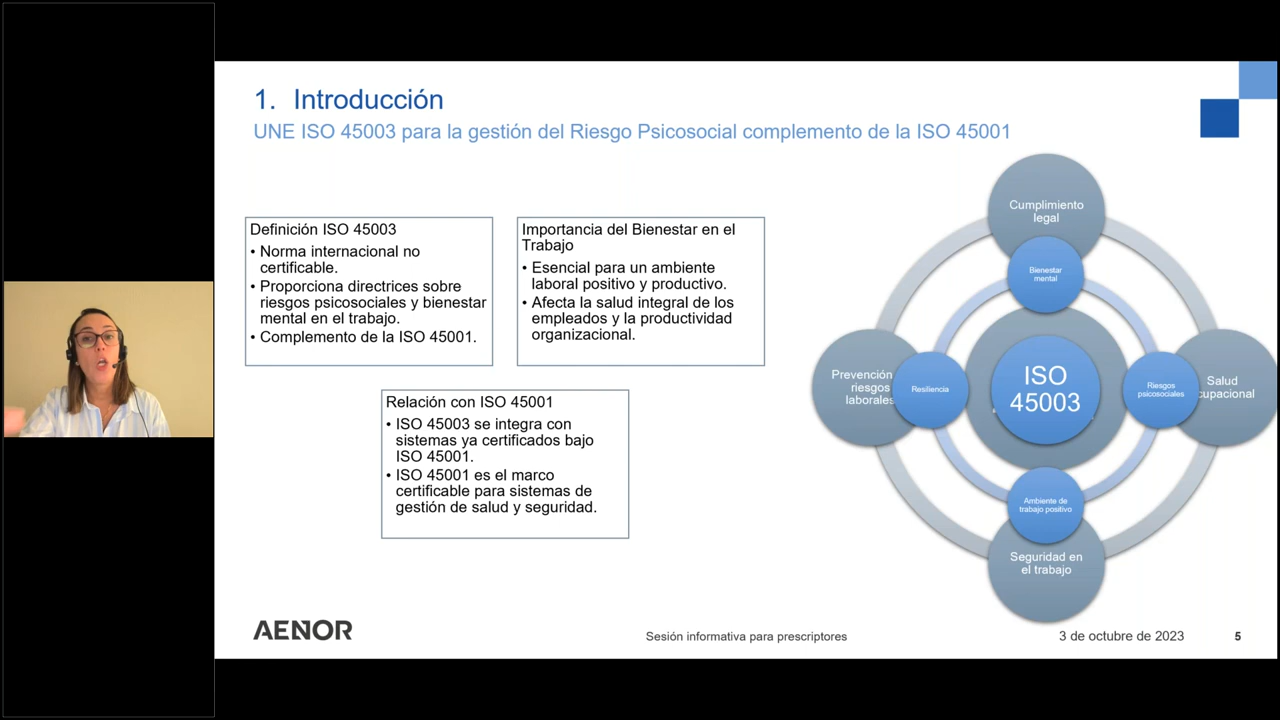 1. Introducción
UNE ISO 45003 para la gestión del Riesgo Psicosocial complemento de la ISO 45001
Definición ISO 45003
• Norma internacional no
certificable.
• Proporciona directrices sobre
riesgos psicosociales y bienestar
mental en el trabajo.
• Complemento de la ISO 45001.
Importancia del Bienestar en el
Trabajo
• Esencial para un ambiente
laboral positivo y productivo.
• Afecta la salud integral de los
empleados y la productividad
organizacional.
Relación con ISO 45001
• ISO 45003 se integra con
sistemas ya certificados bajo
ISO 45001.
• ISO 45001 es el marco
certificable para sistemas de
gestión de salud y seguridad.
Cumplimiento
legal
Bienestar
mental
Prevención
riesgos
laborales
Resiliencia
ISO
45003
Riesgos
psicosociales
Salud
cupacional
Ambiente de
trabajo positivo
Seguridad en
el trabajo
AENOR
Sesión informativa para prescriptores
3 de octubre de 2023
5